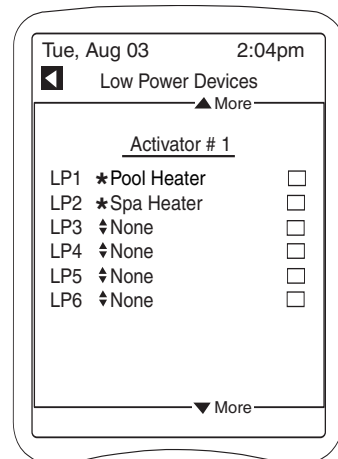 Tue, Aug 03 2:04pm
Low Power Devices
More
Activator # 1
LP1 *Pool Heater
LP2 *Spa Heater
LP3 None
LP4 None
LP5 None
LP6 None
More